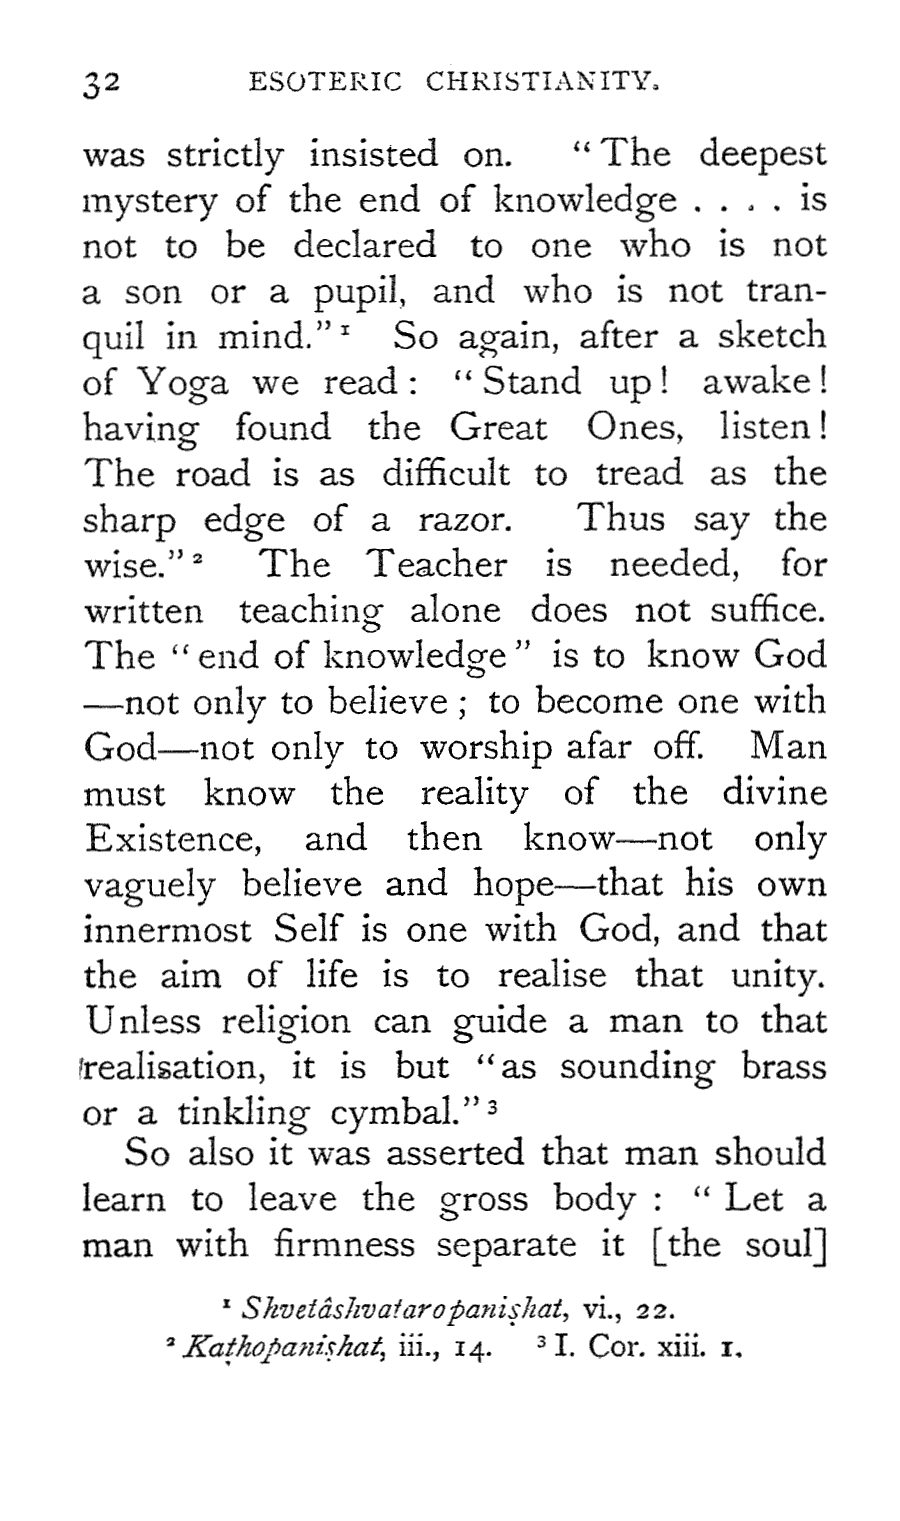 32 ESOTERIC CHRISTIANITY.
was strictly insisted on. “The deepest
mystery of the end of knowledge . . . . is
not to be declared to one who is not
a son or a pupil, and who is not tran-
quil in mind.” ¹ So again, after a sketch
of Yoga we read : “Stand up! awake!
having found the Great Ones, listen!
The road is as difficult to tread as the
sharp edge of a razor. Thus say the
wise.” ² The Teacher is needed, for
written teaching alone does not suffice.
The “end of knowledge” is to know God
—not only to believe ; to become one with
God—not only to worship afar off. Man
must know the reality of the divine
Existence, and then know—not only
vaguely believe and hope—that his own
innermost Self is one with God, and that
the aim of life is to realise that unity.
Unless religion can guide a man to that
realisation, it is but “as sounding brass
or a tinkling cymbal.” ³
So also it was asserted that man should
learn to leave the gross body : “Let a
man with firmness separate it [the soul]
¹ Shvetâshvataropaniṣhat, vi., 22.
² Kaṭhopaniṣhat, iii., 14. ³ I. Cor. xiii. 1.